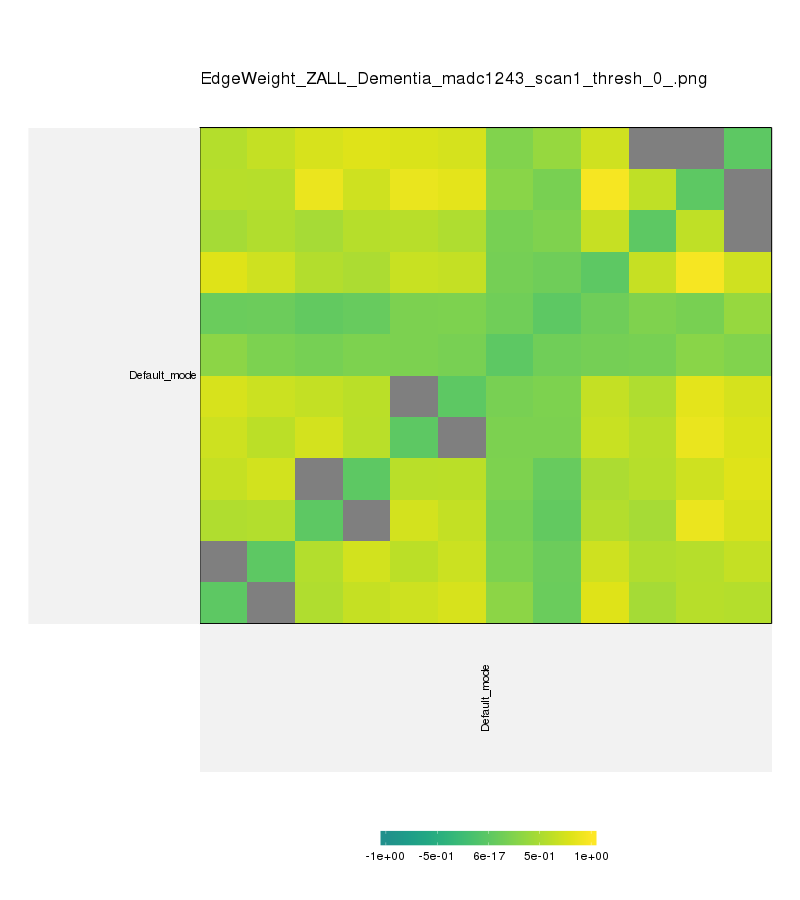 EdgeWeight_ZALL_Dementia_madc1243_scan1_thresh_0_.png
Default_mode
Default_mode
-1e+00 -5e-01 6e-17 5e-01 1e+00